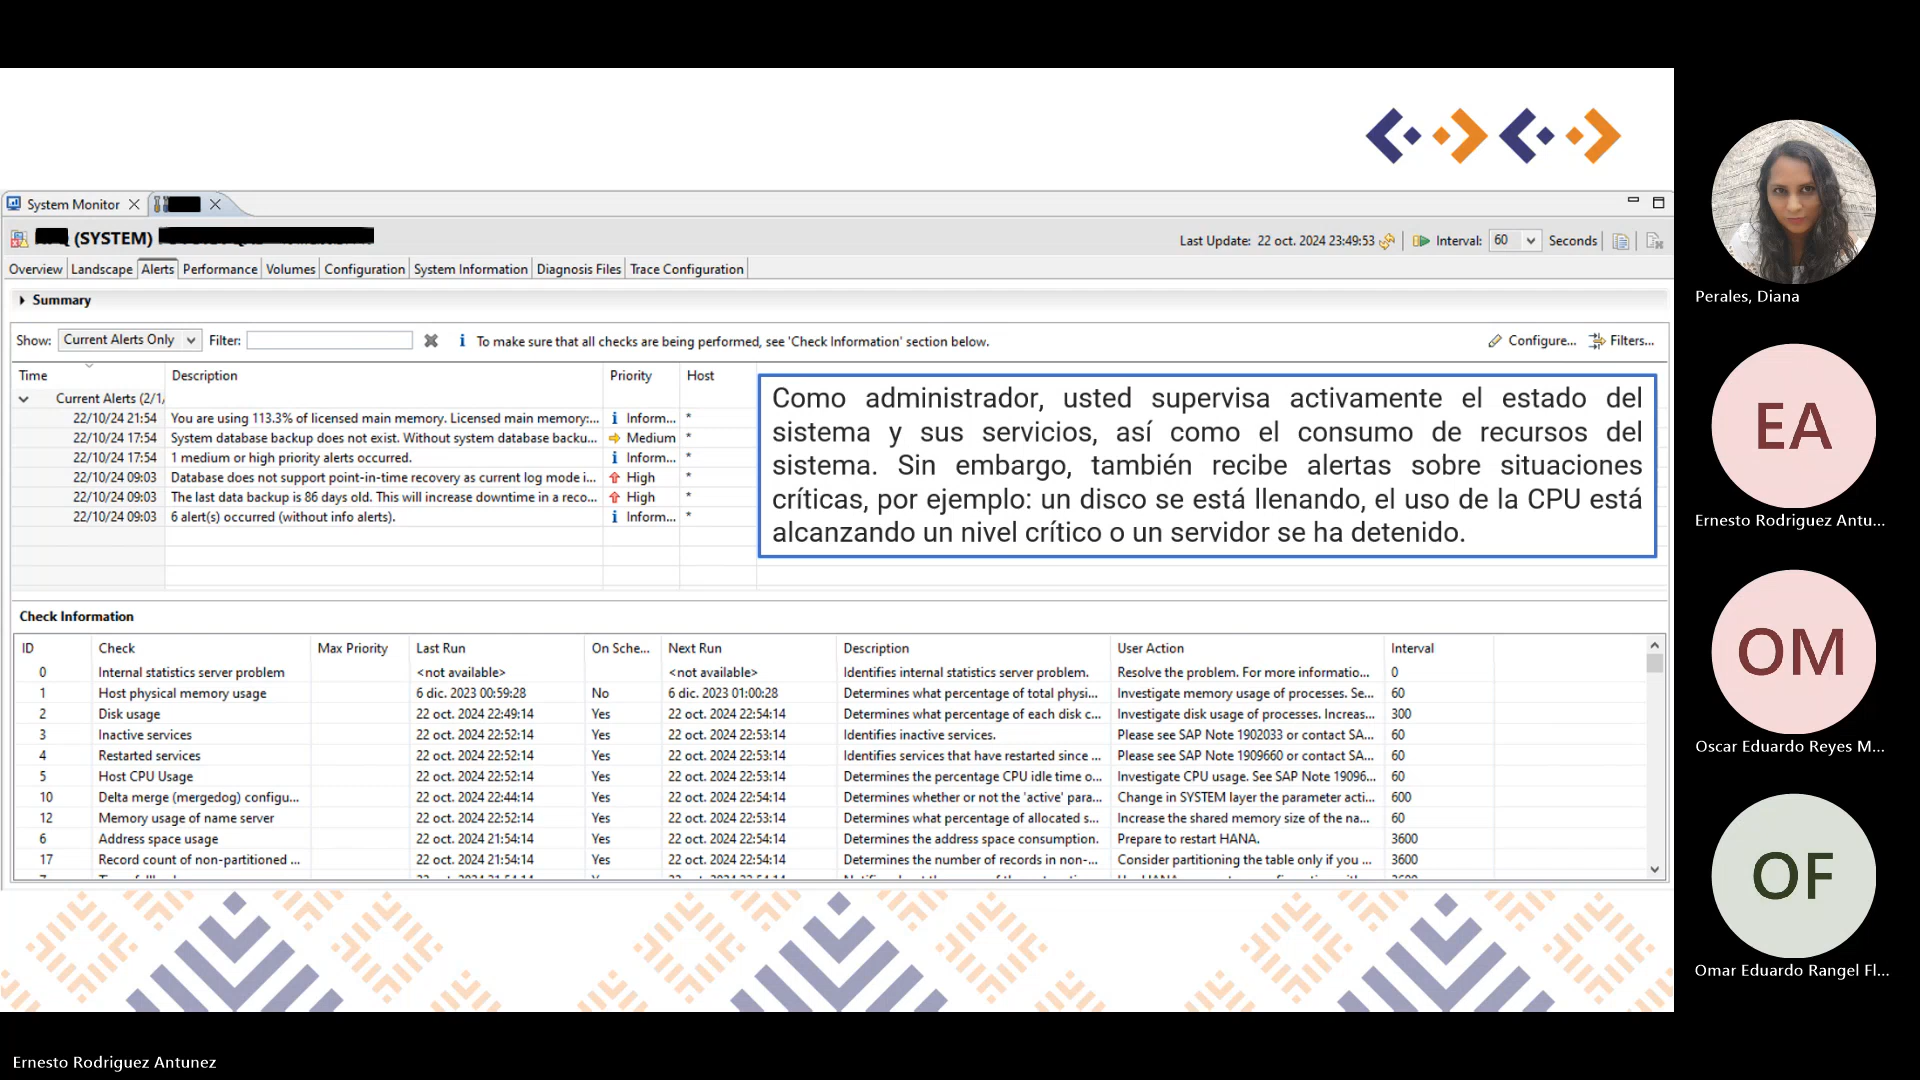 System Monitor
(SYSTEM)
Last Update: 22 oct. 2024 23:49:53 Interval: 60 Seconds
Overview Landscape Alerts Performance Volumes Configuration System Information Diagnosis Files Trace Configuration
Summary
Show: Current Alerts Only Filter: To make sure that all checks are being performed, see 'Check Information' section below. Configure... Filters...
Time Description Priority Host
Current Alerts (2/1/
22/10/24 21:54 You are using 113.3% of licensed main memory. Licensed main memory:... Inform... *
22/10/24 17:54 System database backup does not exist. Without system database backu... Medium *
22/10/24 17:54 1 medium or high priority alerts occurred. Inform... *
22/10/24 09:03 Database does not support point-in-time recovery as current log mode i... High *
22/10/24 09:03 The last data backup is 86 days old. This will increase downtime in a reco... High *
22/10/24 09:03 6 alert(s) occurred (without info alerts). Inform... *
Como administrador, usted supervisa activamente el estado del
sistema y sus servicios, así como el consumo de recursos del
sistema. Sin embargo, también recibe alertas sobre situaciones
críticas, por ejemplo: un disco se está llenando, el uso de la CPU está
alcanzando un nivel crítico o un servidor se ha detenido.
Check Information
ID Check Max Priority Last Run On Sche... Next Run Description User Action Interval
0 Internal statistics server problem <not available> <not available> Identifies internal statistics server problem. Resolve the problem. For more informatio... 0
1 Host physical memory usage 6 dic. 2023 00:59:28 No 6 dic. 2023 01:00:28 Determines what percentage of total physi... Investigate memory usage of processes. Se... 60
2 Disk usage 22 oct. 2024 22:49:14 Yes 22 oct. 2024 22:54:14 Determines what percentage of each disk c... Investigate disk usage of processes. Increas... 300
3 Inactive services 22 oct. 2024 22:52:14 Yes 22 oct. 2024 22:53:14 Identifies inactive services. Please see SAP Note 1902033 or contact SA... 60
4 Restarted services 22 oct. 2024 22:52:14 Yes 22 oct. 2024 22:53:14 Identifies services that have restarted since ... Please see SAP Note 1909660 or contact SA... 60
5 Host CPU Usage 22 oct. 2024 22:52:14 Yes 22 oct. 2024 22:53:14 Determines the percentage CPU idle time o... Investigate CPU usage. See SAP Note 19096... 60
10 Delta merge (mergedog) configu... 22 oct. 2024 22:44:14 Yes 22 oct. 2024 22:54:14 Determines whether or not the 'active' para... Change in SYSTEM layer the parameter acti... 600
12 Memory usage of name server 22 oct. 2024 22:52:14 Yes 22 oct. 2024 22:53:14 Determines what percentage of allocated s... Increase the shared memory size of the na... 60
6 Address space usage 22 oct. 2024 21:54:14 Yes 22 oct. 2024 22:54:14 Determines the address space consumption. Prepare to restart HANA. 3600
17 Record count of non-partitioned ... 22 oct. 2024 21:54:14 Yes 22 oct. 2024 22:54:14 Determines the number of records in non-... Consider partitioning the table only if you ... 3600
Perales, Diana
EA
Ernesto Rodriguez Antu...
OM
Oscar Eduardo Reyes M...
OF
Omar Eduardo Rangel Fl...
Ernesto Rodriguez Antunez